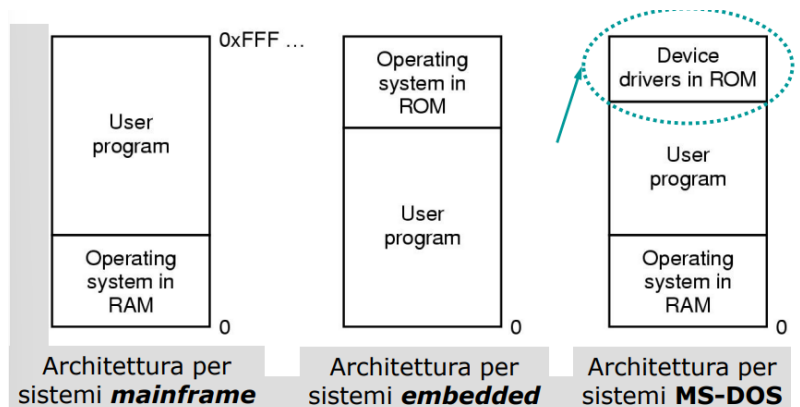 0xFFF ...
User
program
Operating
system in
RAM
0
Architettura per
sistemi mainframe
Operating
system in
ROM
User
program
0
Architettura per
sistemi embedded
Device
drivers in ROM
User
program
Operating
system in
RAM
0
Architettura per
sistemi MS-DOS